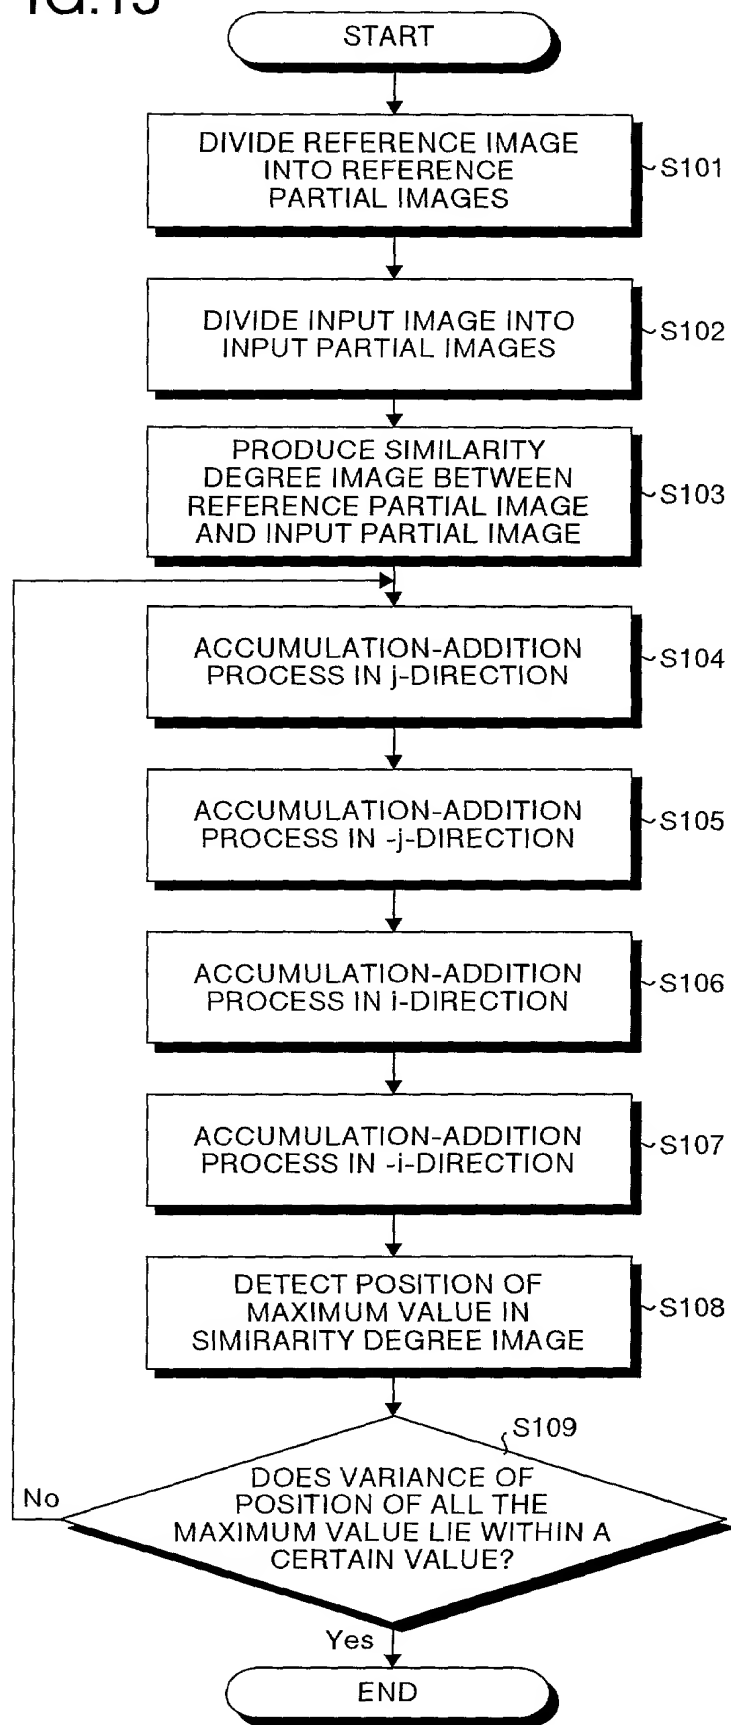 START
DIVIDE REFERENCE IMAGE
INTO REFERENCE
PARTIAL IMAGES
S101
DIVIDE INPUT IMAGE INTO
INPUT PARTIAL IMAGES
S102
PRODUCE SIMILARITY
DEGREE IMAGE BETWEEN
REFERENCE PARTIAL IMAGE
AND INPUT PARTIAL IMAGE
S103
ACCUMULATION-ADDITION
PROCESS IN j-DIRECTION
S104
ACCUMULATION-ADDITION
PROCESS IN -j-DIRECTION
S105
ACCUMULATION-ADDITION
PROCESS IN i-DIRECTION
S106
ACCUMULATION-ADDITION
PROCESS IN -i-DIRECTION
S107
DETECT POSITION OF
MAXIMUM VALUE IN
SIMIRARITY DEGREE IMAGE
S108
S109
DOES VARIANCE OF
POSITION OF ALL THE
MAXIMUM VALUE LIE WITHIN A
CERTAIN VALUE?
No
Yes
END